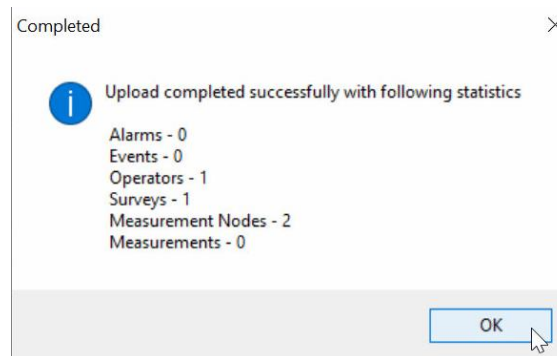 Completed
Upload completed successfully with following statistics
Alarms - 0
Events - 0
Operators - 1
Surveys - 1
Measurement Nodes - 2
Measurements - 0
OK